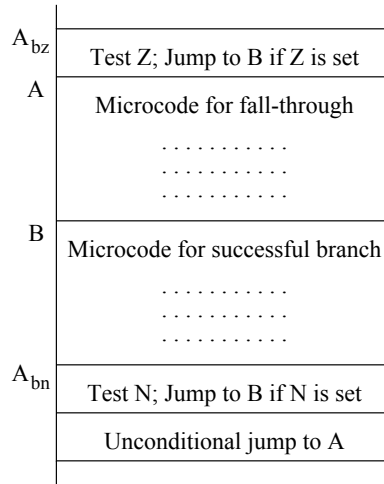 A_bz
Test Z; Jump to B if Z is set
A
Microcode for fall-through
. . . . . . . . . . .
. . . . . . . . . . .
. . . . . . . . . . .
B
Microcode for successful branch
. . . . . . . . . . .
. . . . . . . . . . .
. . . . . . . . . . .
A_bn
Test N; Jump to B if N is set
Unconditional jump to A